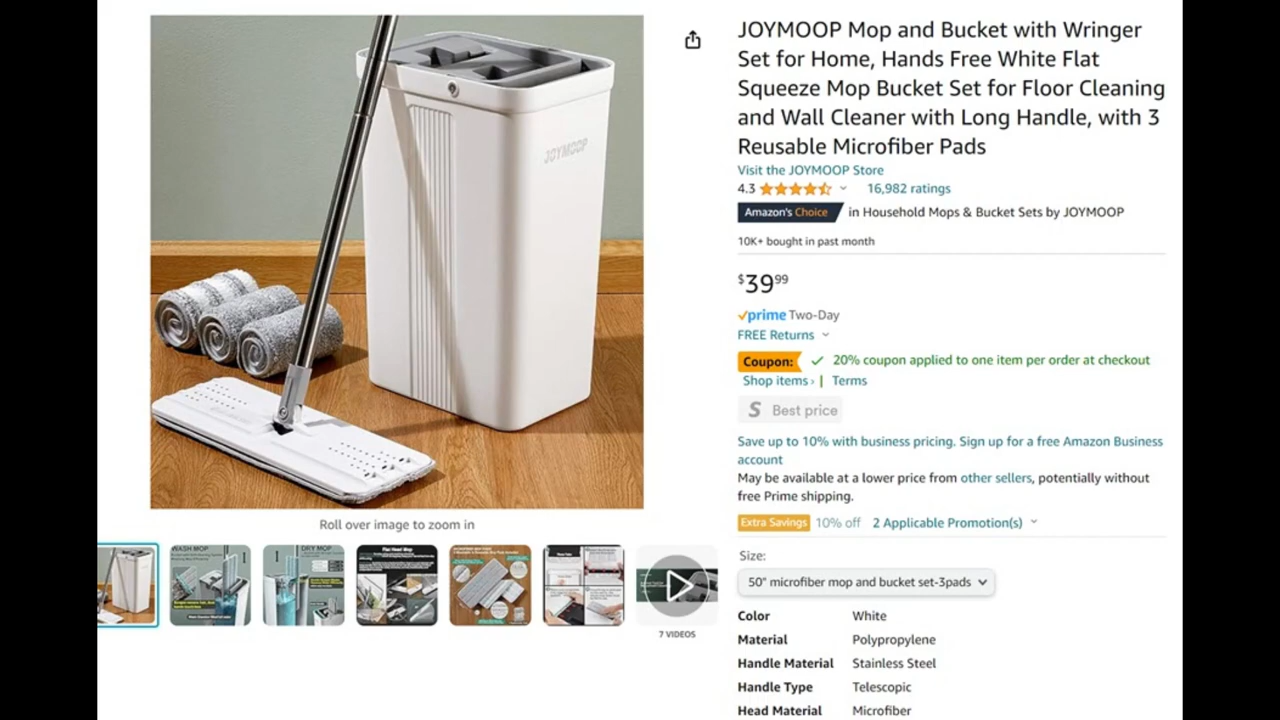 JOYMOOP Mop and Bucket with Wringer
Set for Home, Hands Free White Flat
Squeeze Mop Bucket Set for Floor Cleaning
and Wall Cleaner with Long Handle, with 3
Reusable Microfiber Pads
Visit the JOYMOOP Store
4.3 16,982 ratings
Amazon's Choice in Household Mops & Bucket Sets by JOYMOOP
10K+ bought in past month
$39.99
prime Two-Day
FREE Returns
Coupon: 20% coupon applied to one item per order at checkout
Shop items › | Terms
S Best price
Save up to 10% with business pricing. Sign up for a free Amazon Business
account
May be available at a lower price from other sellers, potentially without
free Prime shipping.
Extra Savings 10% off 2 Applicable Promotion(s)
Size:
50" microfiber mop and bucket set-3pads
Color White
Material Polypropylene
Handle Material Stainless Steel
Handle Type Telescopic
Head Material Microfiber
JOYMOOP
Roll over image to zoom in
WASH MOP
DRY MOP
Flat Head Mop
7 VIDEOS